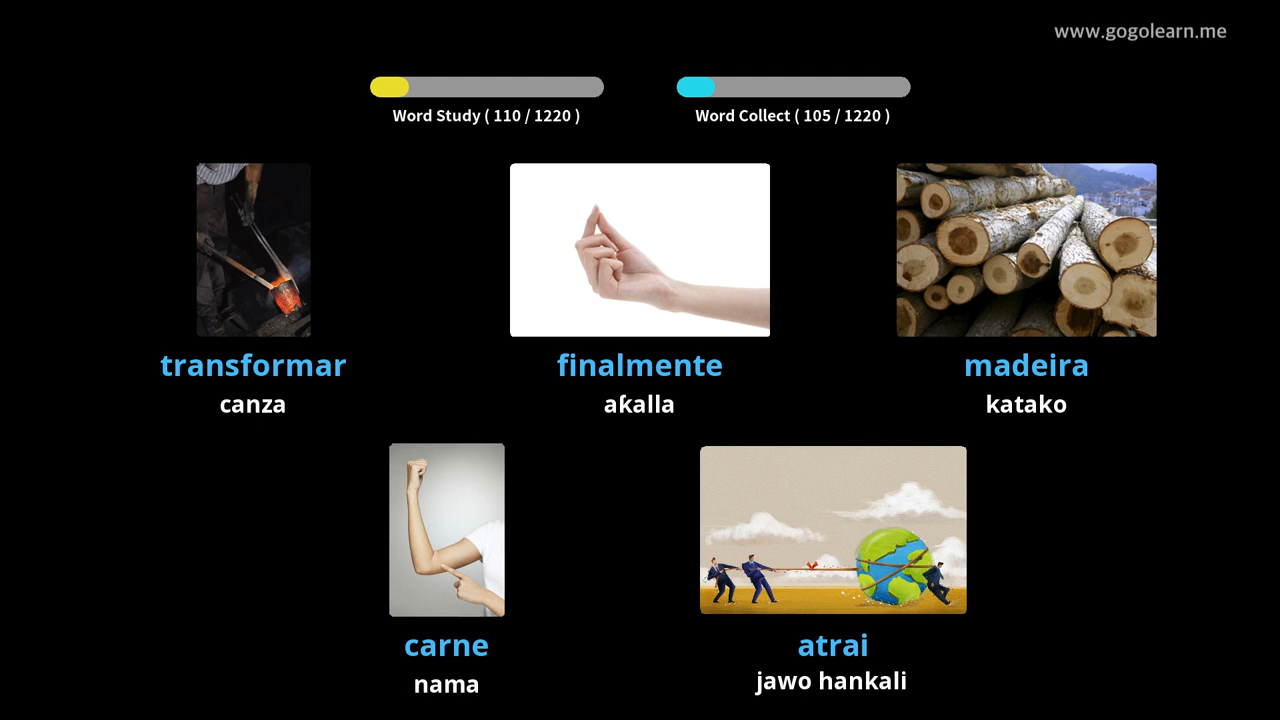 www.gogolearn.me
Word Study ( 110 / 1220 )
Word Collect ( 105 / 1220 )
transformar
canza
finalmente
aƙalla
madeira
katako
carne
nama
atrai
jawo hankali